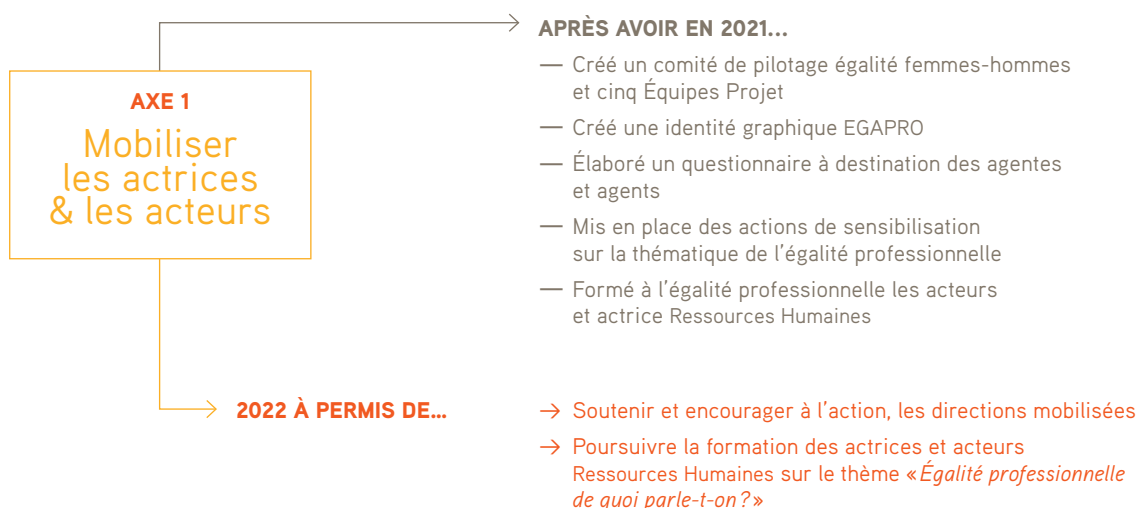 AXE 1
Mobiliser
les actrices
& les acteurs
APRÈS AVOIR EN 2021...
— Créé un comité de pilotage égalité femmes-hommes
et cinq Équipes Projet
— Créé une identité graphique EGAPRO
— Élaboré un questionnaire à destination des agentes
et agents
— Mis en place des actions de sensibilisation
sur la thématique de l'égalité professionnelle
— Formé à l'égalité professionnelle les acteurs
et actrice Ressources Humaines
2022 À PERMIS DE...
→ Soutenir et encourager à l'action, les directions mobilisées
→ Poursuivre la formation des actrices et acteurs
Ressources Humaines sur le thème «Égalité professionnelle
de quoi parle-t-on?»